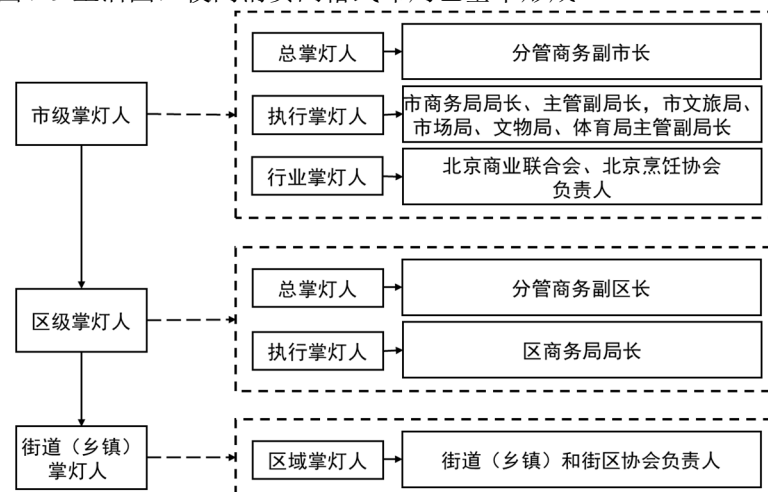 总掌灯人
分管商务副市长
市级掌灯人
执行掌灯人
市商务局局长、主管副局长，市文旅局、
市场局、文物局、体育局主管副局长
行业掌灯人
北京商业联合会、北京烹饪协会
负责人
总掌灯人
分管商务副区长
区级掌灯人
执行掌灯人
区商务局局长
街道（乡镇）
掌灯人
区域掌灯人
街道（乡镇）和街区协会负责人